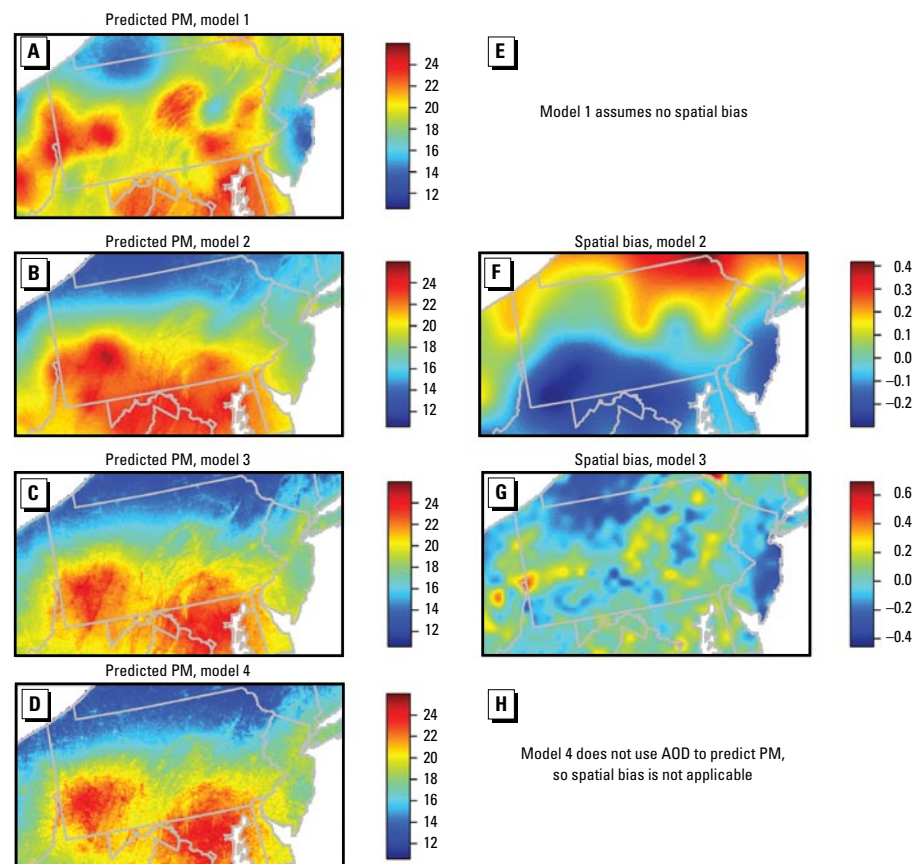 Predicted PM, model 1
A
24
22
20
18
16
14
12
E
Model 1 assumes no spatial bias
Predicted PM, model 2
B
24
22
20
18
16
14
12
Spatial bias, model 2
F
0.4
0.3
0.2
0.1
0.0
–0.1
–0.2
Predicted PM, model 3
C
24
22
20
18
16
14
12
Spatial bias, model 3
G
0.6
0.4
0.2
0.0
–0.2
–0.4
Predicted PM, model 4
D
24
22
20
18
16
14
12
H
Model 4 does not use AOD to predict PM,
so spatial bias is not applicable